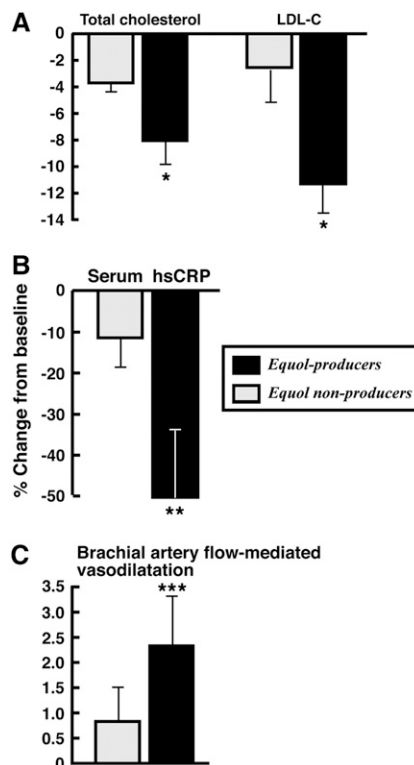 A
Total cholesterol LDL-C
0
-2
-4
-6
-8
-10
-12
-14
*
*
B
Serum hsCRP
0
-10
-20
-30
-40
-50
**
% Change from baseline
Equol-producers
Equol non-producers
C
Brachial artery flow-mediated
vasodilatation
***
3.5
3.0
2.5
2.0
1.5
1.0
0.5
0